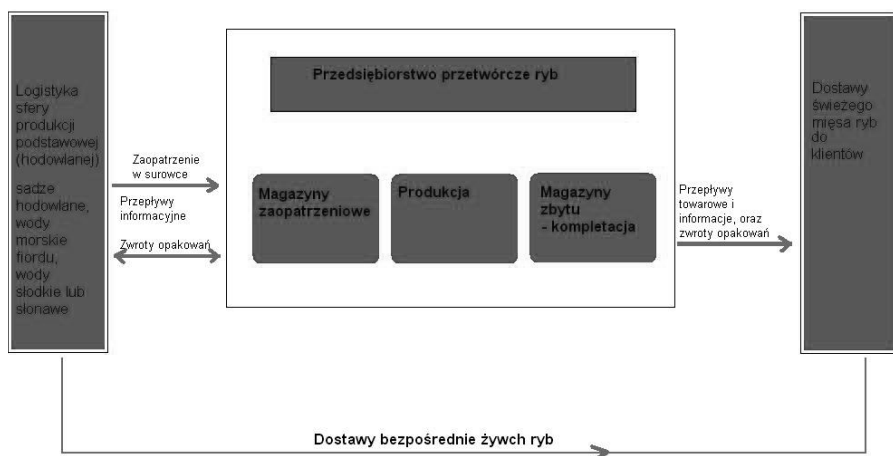 Logistyka
sfery
produkcji
podstawowej
(hodowlanej)
sadze
hodowlane,
wody
morskie
fiordu,
wody
słodkie lub
słonawe
Zaopatrzenie
w surowce
Przepływy
informacyjne
Zwroty opakowań
Przedsiębiorstwo przetwórcze ryb
Magazyny
zaopatrzeniowe
Produkcja
Magazyny
zbytu
- kompletacja
Przepływy
towarowe i
informacje, oraz
zwroty opakowań
Dostawy
świeżego
mięsa ryb
do
klientów
Dostawy bezpośrednie żywch ryb